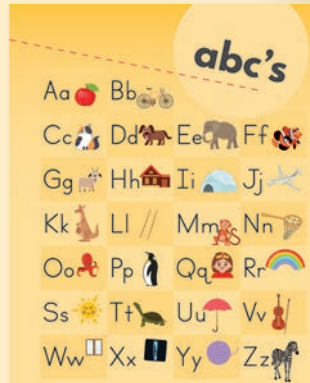 abc's
Aa Bb
Cc Dd Ee Ff
Gg Hh Ii Jj
Kk Ll Mm Nn
Oo Pp Qq Rr
Ss Tt Uu Vv
Ww Xx Yy Zz